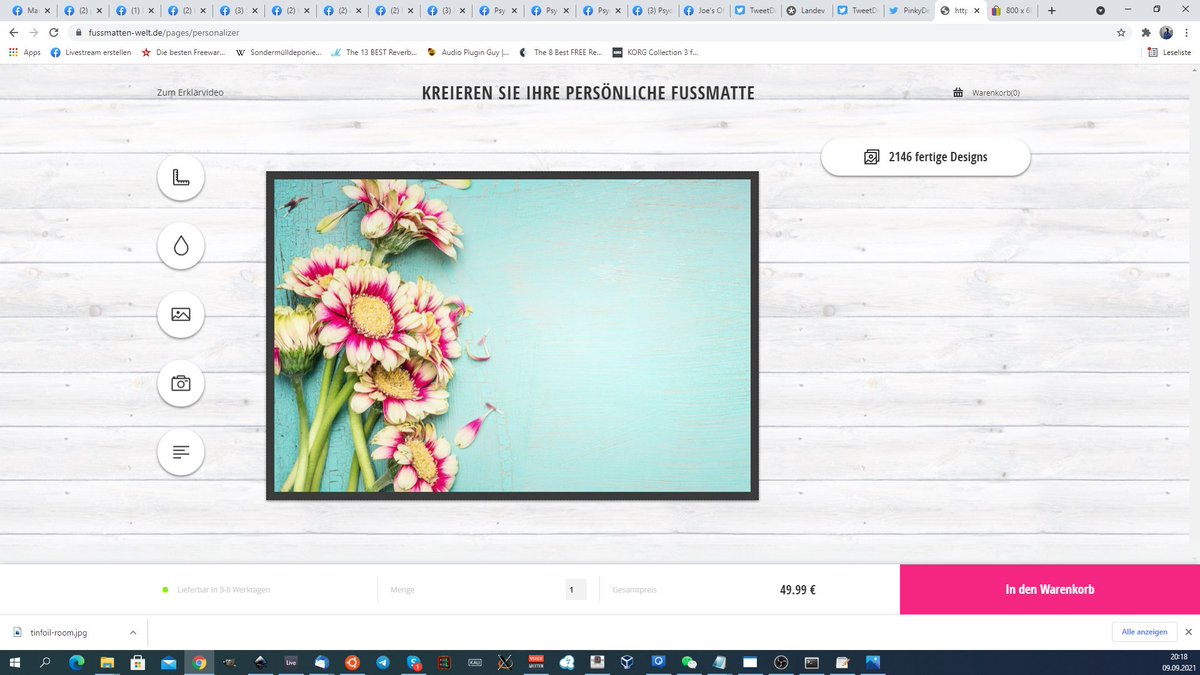 Ma
(2)
(1)
(2)
(3)
(2)
(2)
(2)
(3)
Psy
Psy
Psy
(3) Psyc
Joe's Of
TweetD
Landev
TweetD
PinkyD
http
800 x 60
fussmatten-welt.de/pages/personalizer
Apps
Livestream erstellen
Die besten Freewar...
Sondermülldeponie...
The 13 BEST Reverb...
Audio Plugin Guy |...
The 8 Best FREE Re...
KORG Collection 3 f...
Leseliste
Zum Erklärvideo
KREIEREN SIE IHRE PERSÖNLICHE FUSSMATTE
Warenkorb(0)
2146 fertige Designs
Lieferbar in 5-8 Werktagen
Menge
1
Gesamtpreis
49.99 €
In den Warenkorb
tinfoil-room.jpg
Alle anzeigen
Live
20:18
09.09.2021